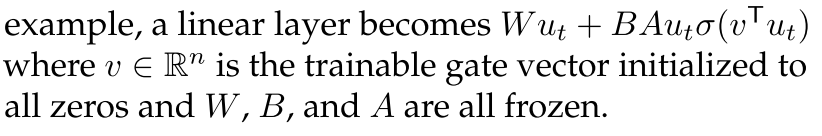 example, a linear layer becomes $Wu_t + BAu_t\sigma(v^\mathsf{T}u_t)$
where $v \in \mathbb{R}^n$ is the trainable gate vector initialized to
all zeros and $W$, $B$, and $A$ are all frozen.